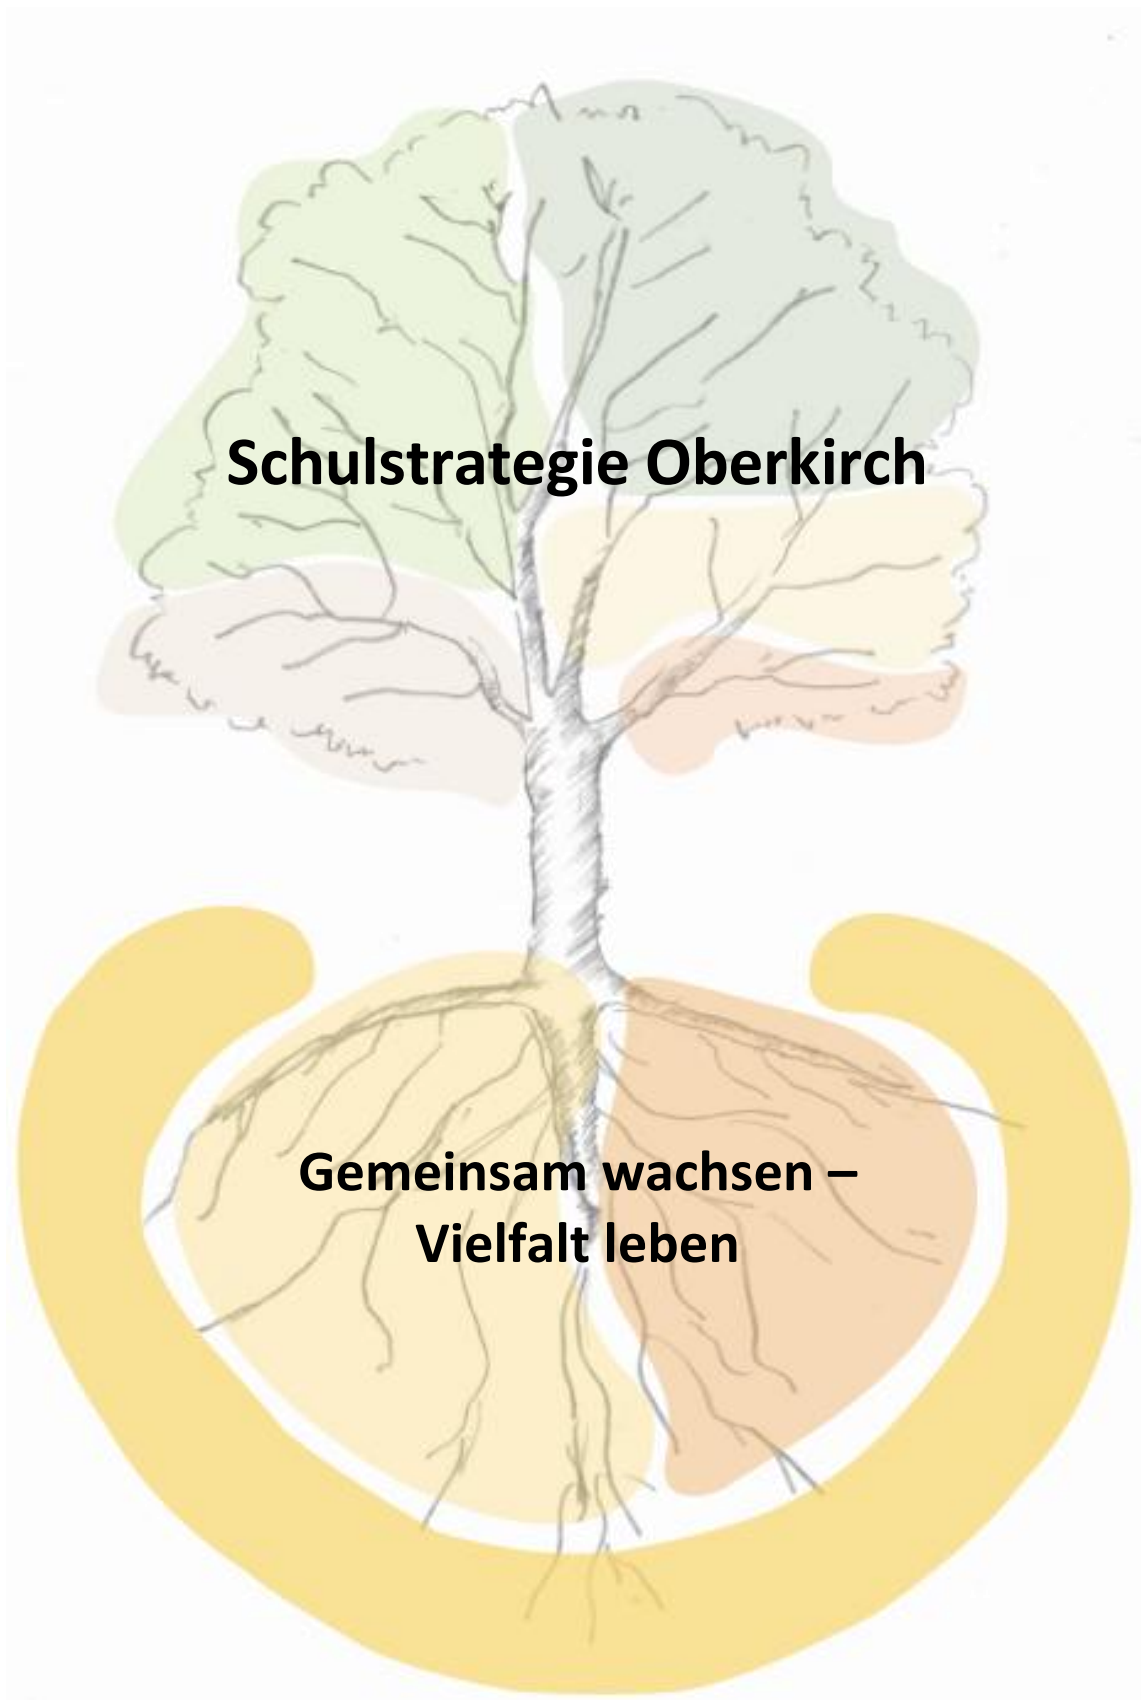 Schulstrategie Oberkirch
Gemeinsam wachsen –
Vielfalt leben